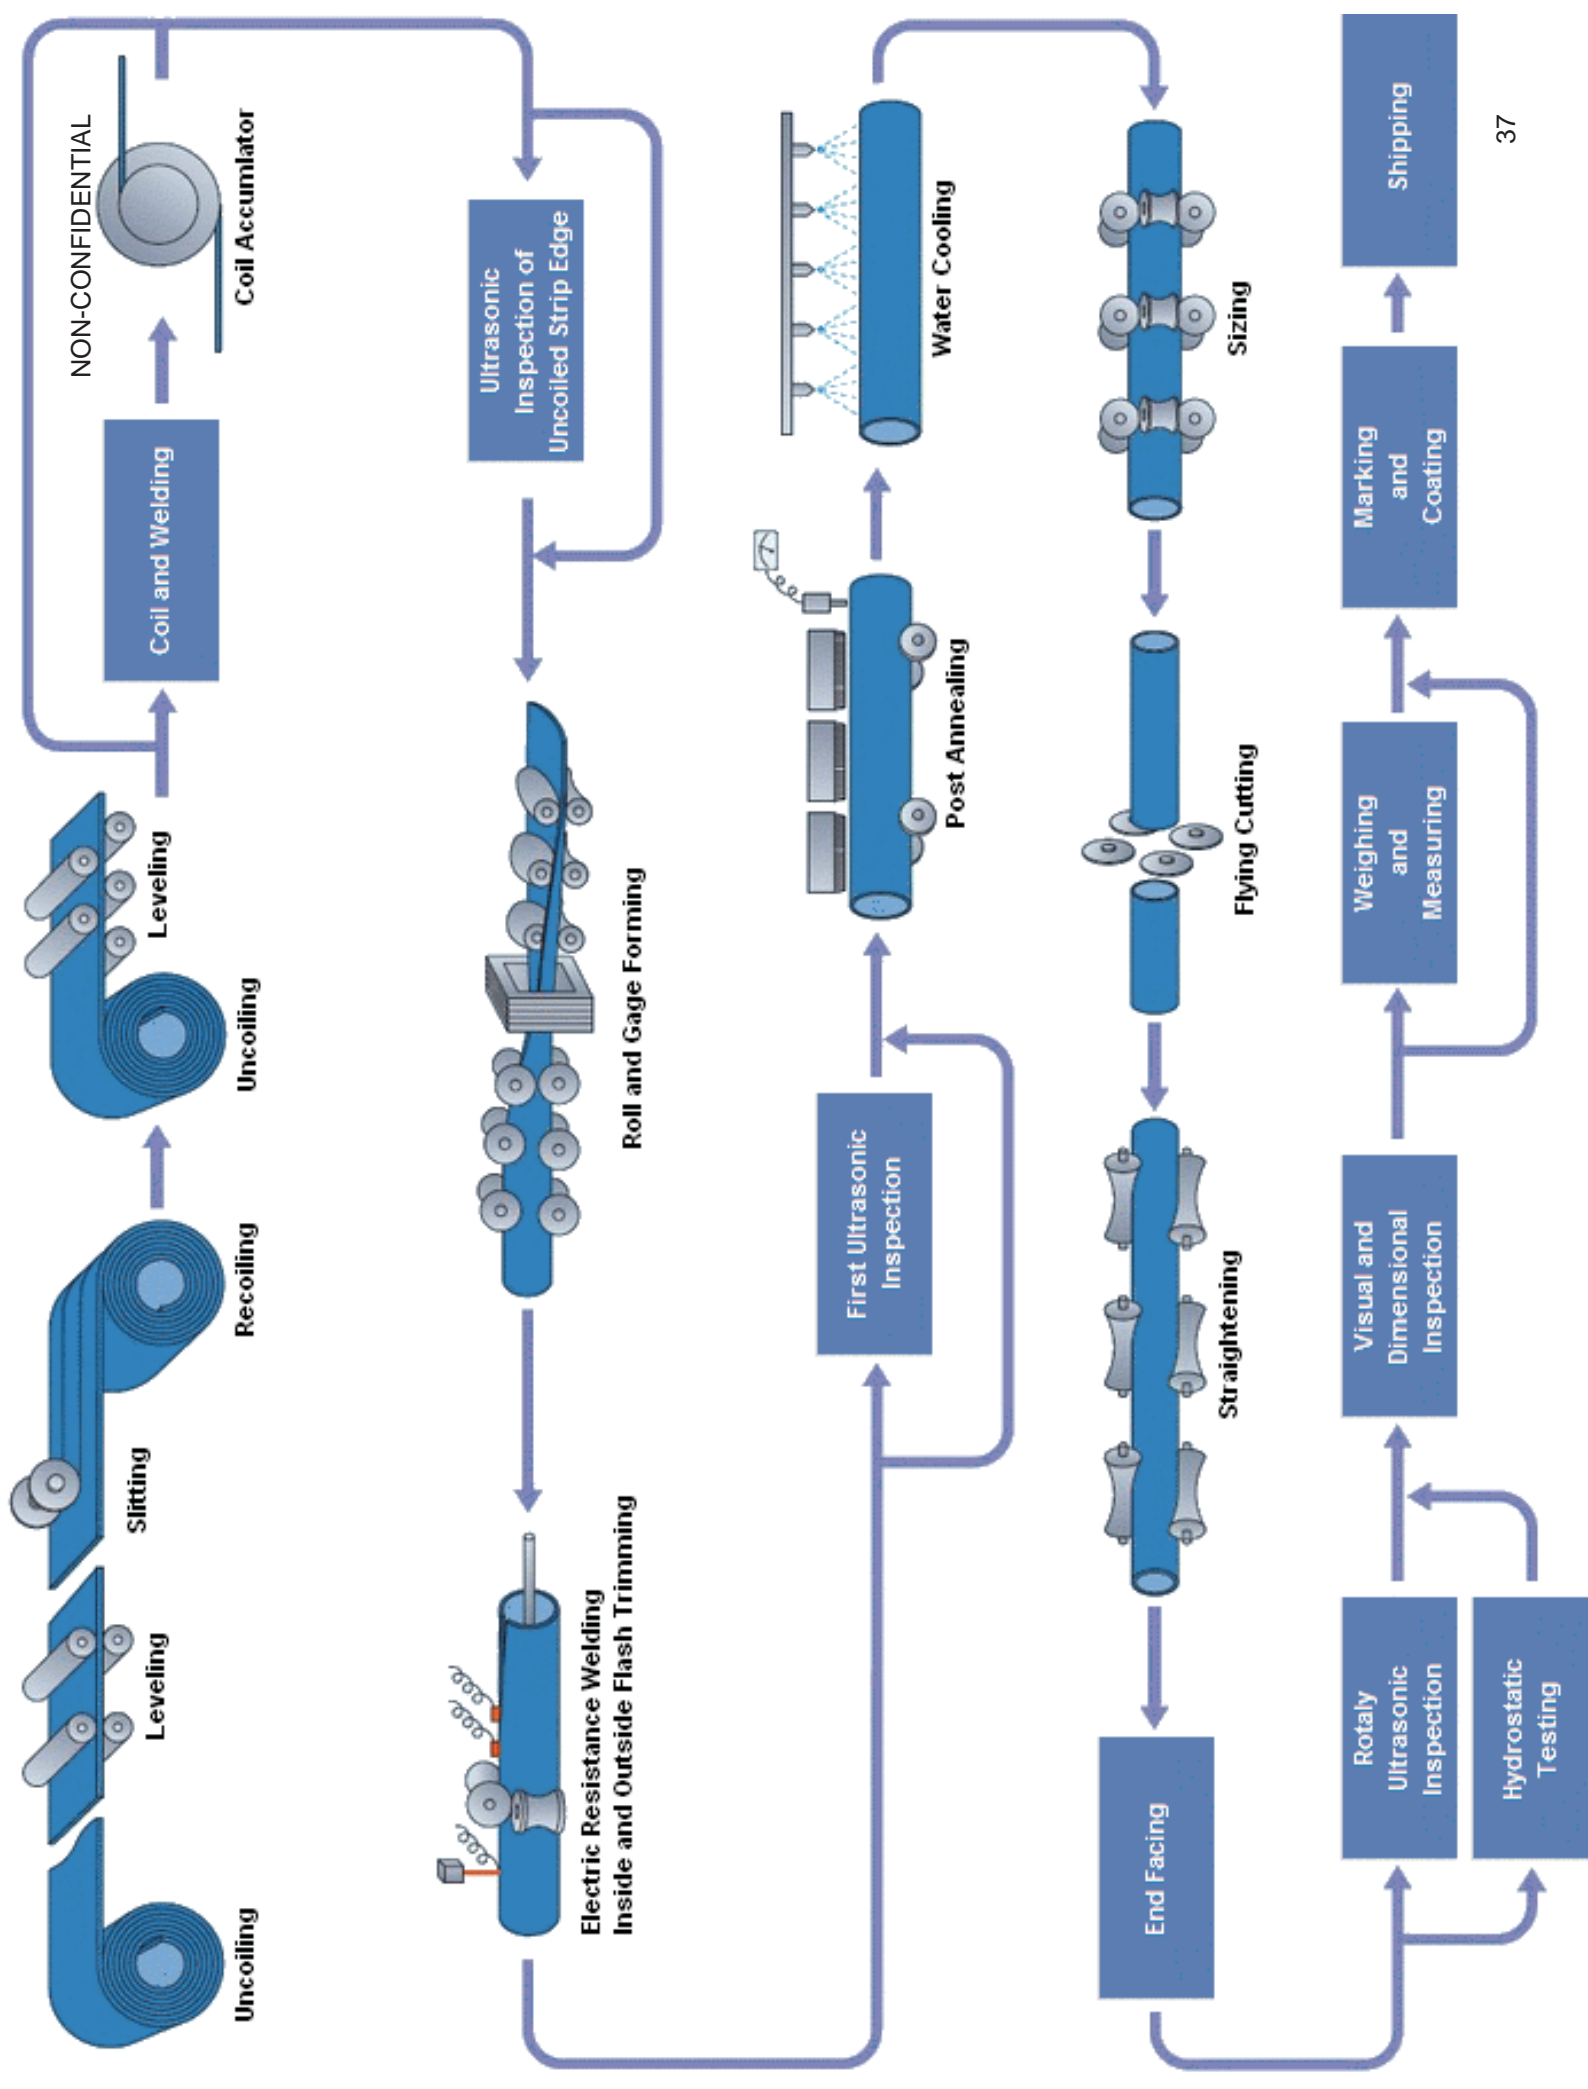 NON-CONFIDENTIAL
Uncoiling
Leveling
Slitting
Recoiling
Uncoiling
Leveling
Coil and Welding
Coil Accumlator
Ultrasonic
Inspection of
Uncoiled Strip Edge
Roll and Gage Forming
Electric Resistance Welding
Inside and Outside Flash Trimming
First Ultrasonic
Inspection
Post Annealing
Water Cooling
Sizing
Flying Cutting
Straightening
End Facing
Rotaly
Ultrasonic
Inspection
Hydrostatic
Testing
Visual and
Dimensional
Inspection
Weighing
and
Measuring
Marking
and
Coating
Shipping
37